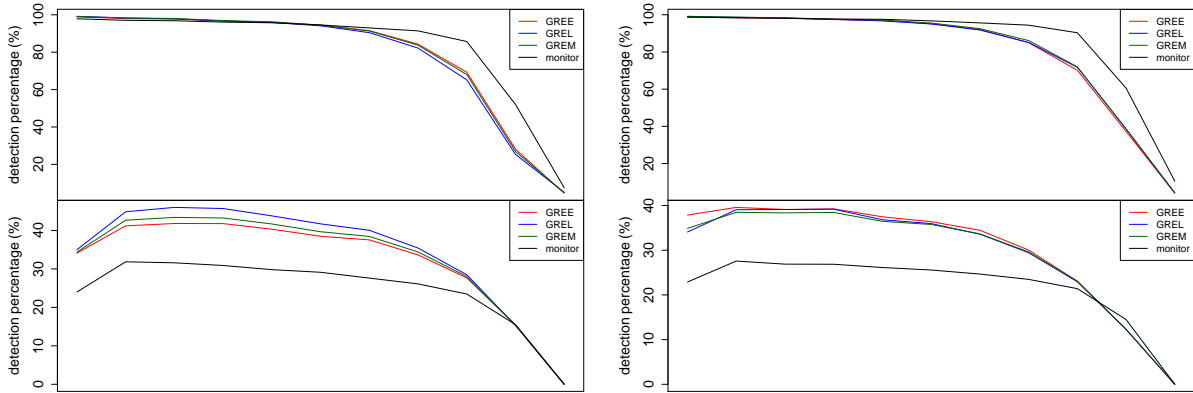 detection percentage (%)
100
80
60
40
20
GREE
GREL
GREM
monitor
detection percentage (%)
100
80
60
40
20
GREE
GREL
GREM
monitor
detection percentage (%)
40
30
20
10
0
GREE
GREL
GREM
monitor
detection percentage (%)
40
30
20
10
0
GREE
GREL
GREM
monitor